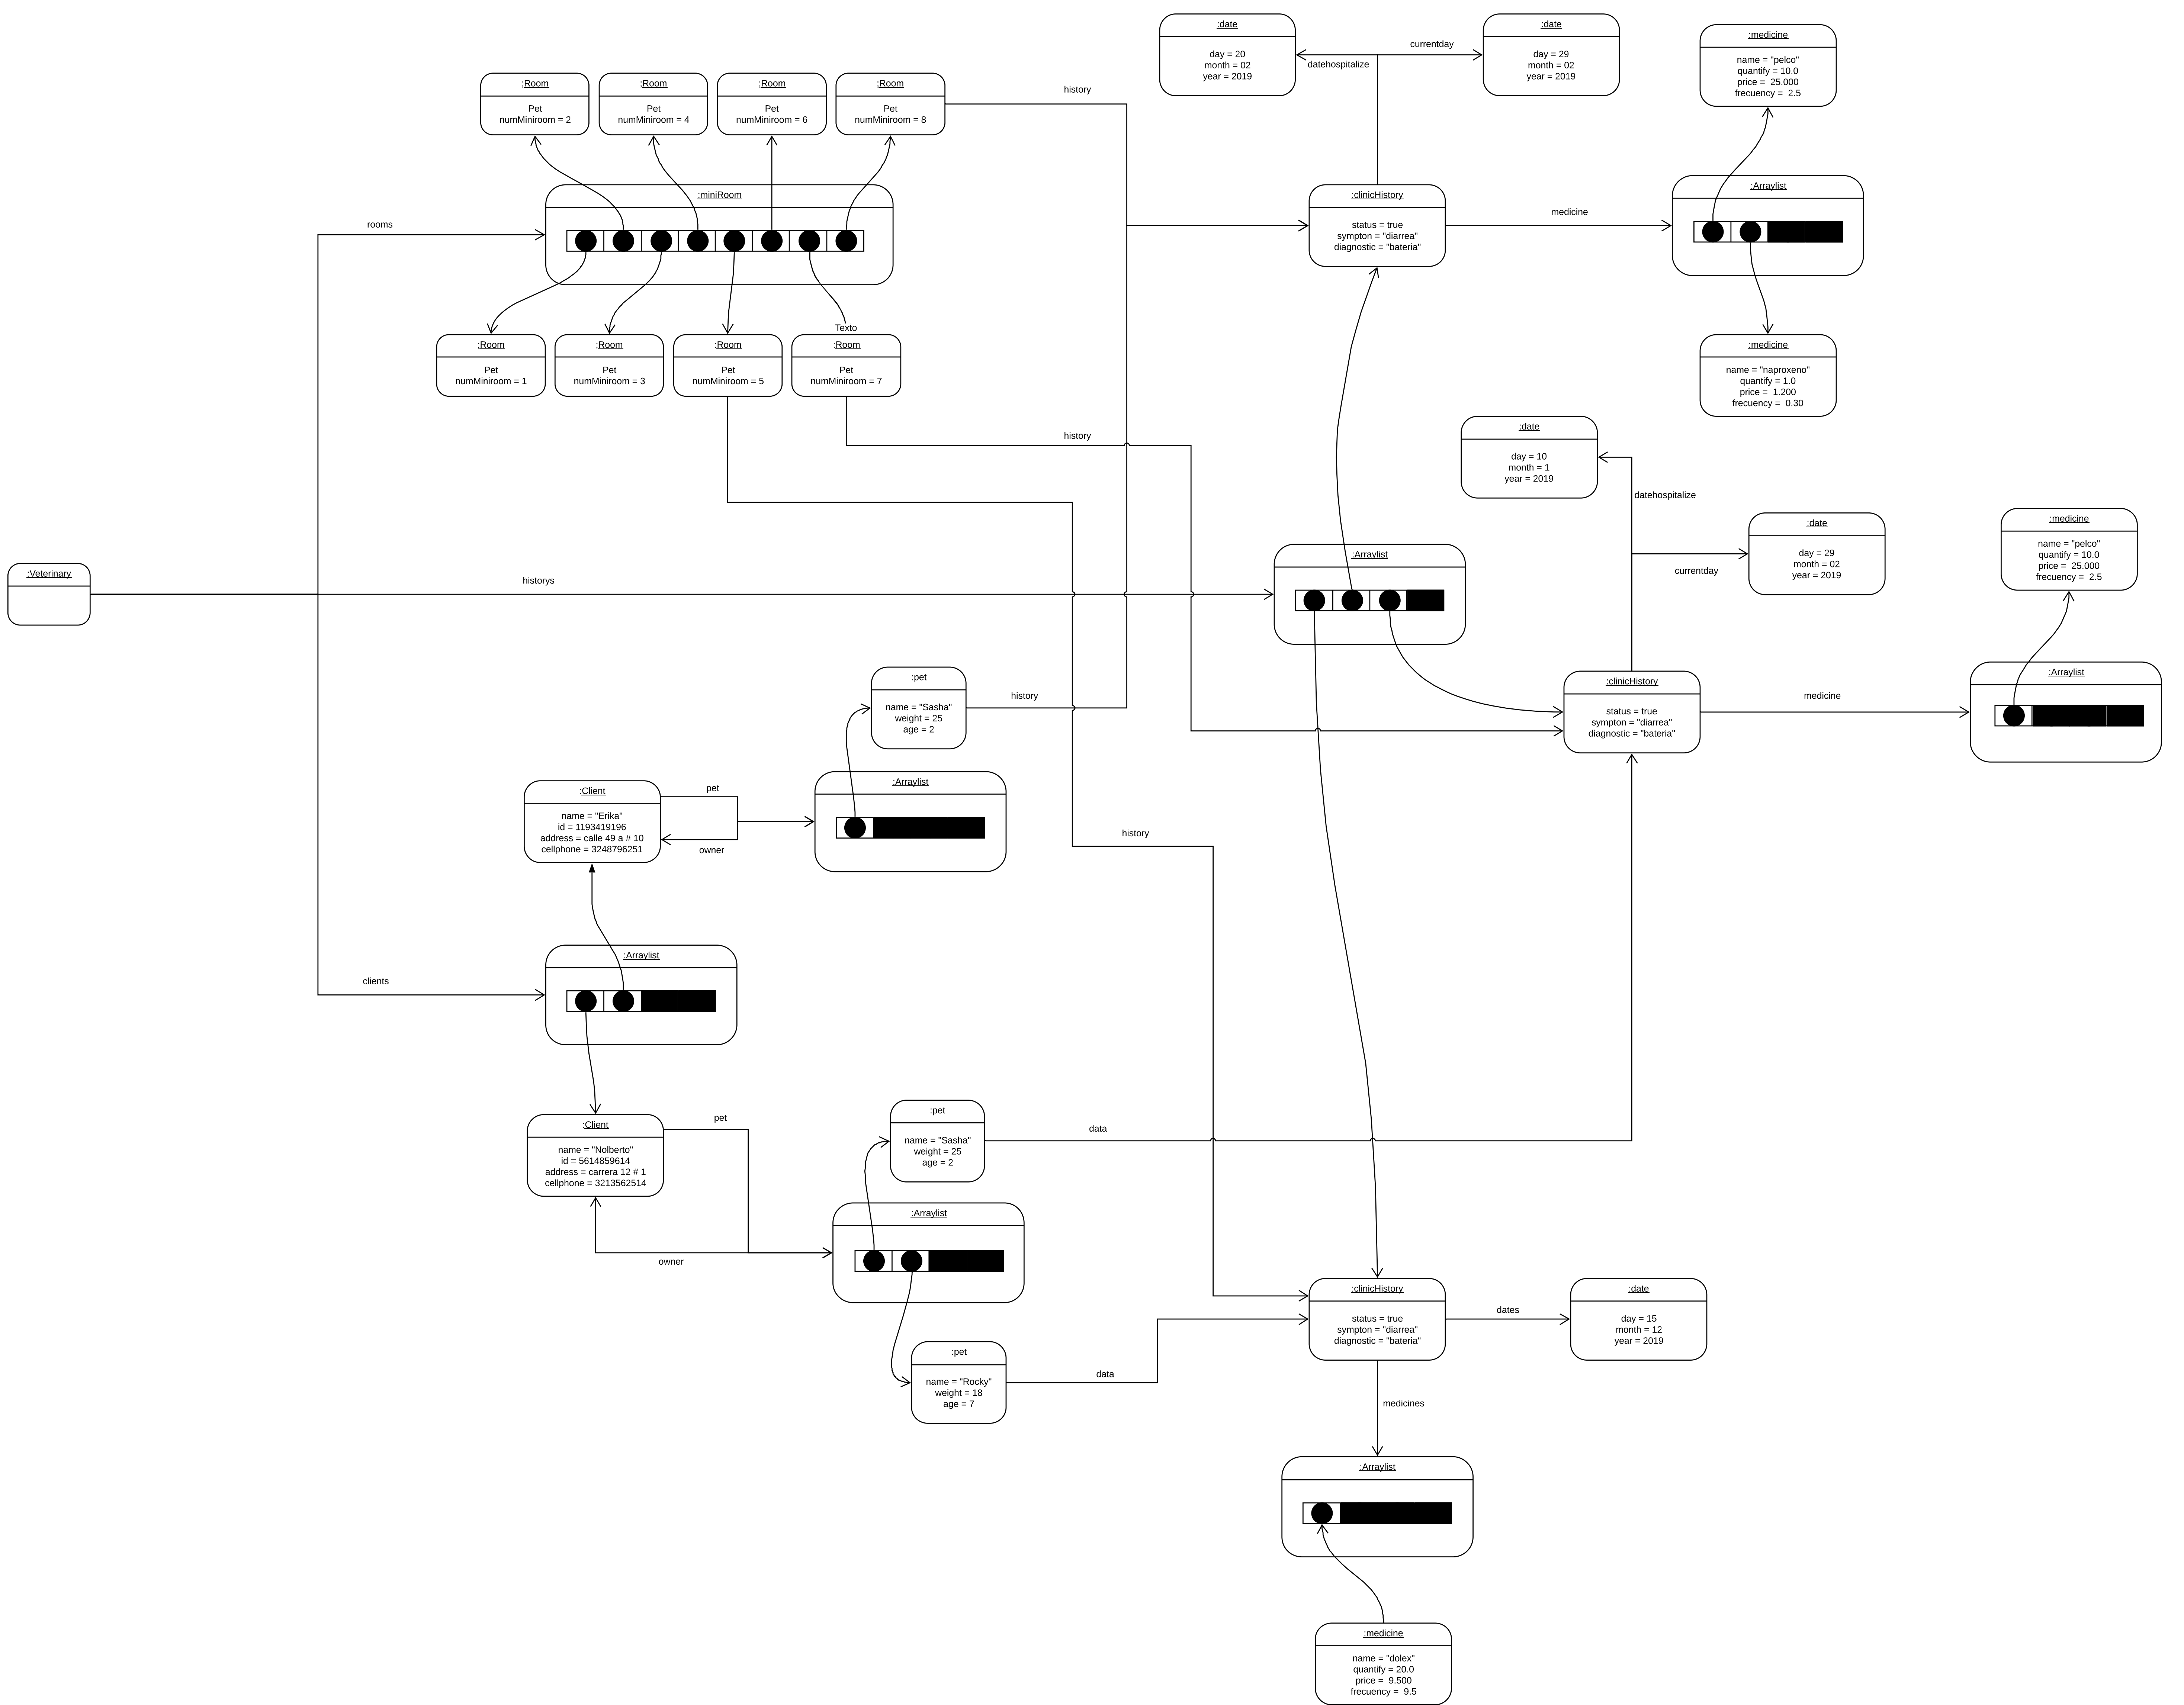 :date
day = 20
month = 02
year = 2019
currentday
datehospitalize
:date
day = 29
month = 02
year = 2019
:medicine
name = "pelco"
quantify = 10.0
price =  25.000
frecuency =  2.5
:Room
Pet
numMiniroom = 2
:Room
Pet
numMiniroom = 4
:Room
Pet
numMiniroom = 6
:Room
Pet
numMiniroom = 8
history
:miniRoom
rooms
:clinicHistory
status = true
sympton = "diarrea"
diagnostic = "bateria"
medicine
:Arraylist
Texto
:Room
Pet
numMiniroom = 1
:Room
Pet
numMiniroom = 3
:Room
Pet
numMiniroom = 5
:Room
Pet
numMiniroom = 7
:medicine
name = "naproxeno"
quantify = 1.0
price =  1.200
frecuency =  0.30
history
:date
day = 10
month = 1
year = 2019
datehospitalize
:date
day = 29
month = 02
year = 2019
currentday
:medicine
name = "pelco"
quantify = 10.0
price =  25.000
frecuency =  2.5
:Veterinary
historys
:Arraylist
:pet
name = "Sasha"
weight = 25
age = 2
history
:clinicHistory
status = true
sympton = "diarrea"
diagnostic = "bateria"
medicine
:Arraylist
:Client
name = "Erika"
id = 1193419196
address = calle 49 a # 10
cellphone = 3248796251
pet
owner
:Arraylist
history
clients
:Arraylist
:Client
name = "Nolberto"
id = 5614859614
address = carrera 12 # 1
cellphone = 3213562514
pet
owner
:pet
name = "Sasha"
weight = 25
age = 2
data
:Arraylist
:pet
name = "Rocky"
weight = 18
age = 7
data
:clinicHistory
status = true
sympton = "diarrea"
diagnostic = "bateria"
dates
:date
day = 15
month = 12
year = 2019
medicines
:Arraylist
:medicine
name = "dolex"
quantify = 20.0
price =  9.500
frecuency =  9.5